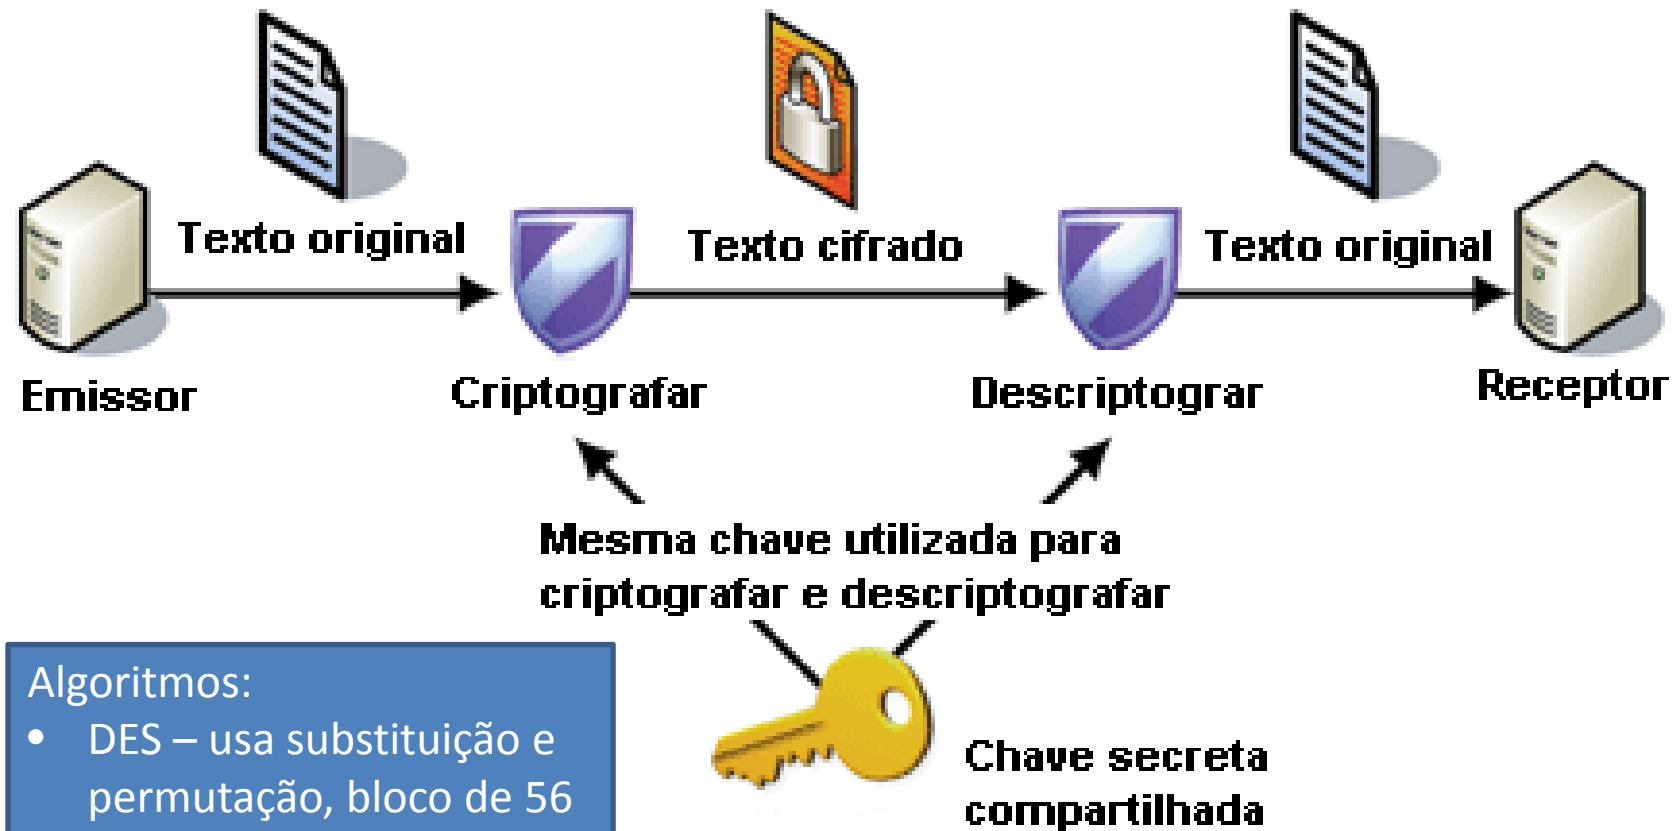 Texto original
Texto cifrado
Texto original
Emissor
Criptografar
Descriptograr
Receptor
Mesma chave utilizada para
criptografar e descriptografar
Algoritmos:
• DES – usa substituição e
permutação, bloco de 56
Chave secreta
compartilhada